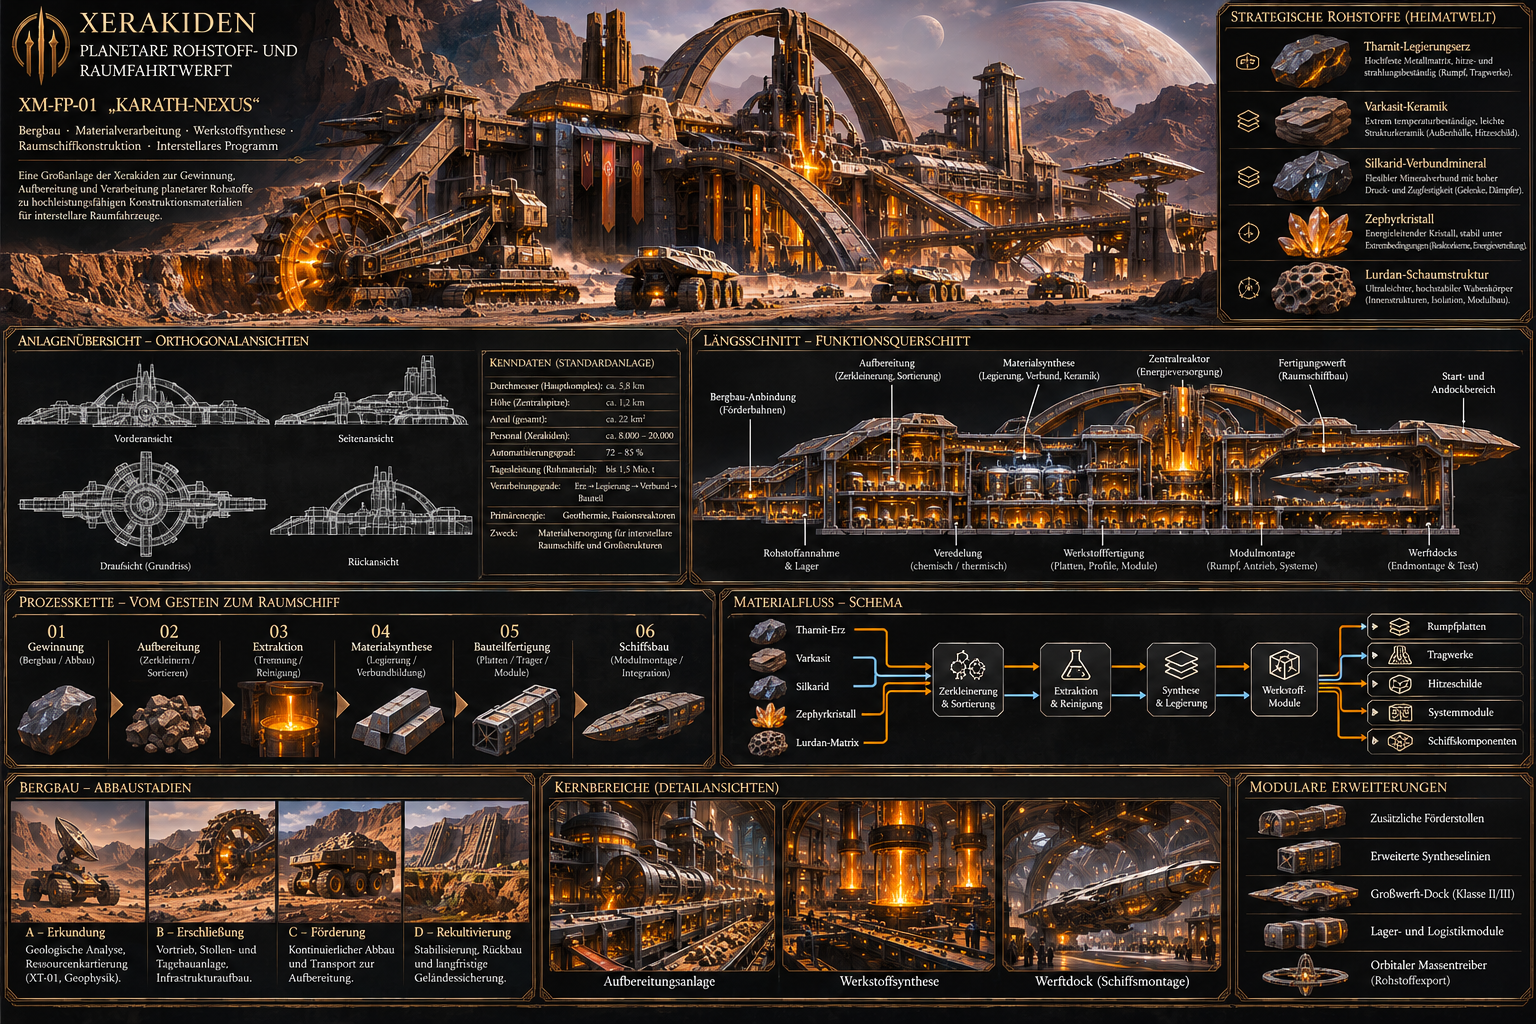 XERAKIDEN
PLANETARE ROHSTOFF- UND
RAUMFAHRTWERFT
XM-FP-01 „KARATH-NEXUS“
Bergbau · Materialverarbeitung · Werkstoffsynthese ·
Raumschiffkonstruktion · Interstellares Programm
Eine Großanlage der Xerakiden zur Gewinnung,
Aufbereitung und Verarbeitung planetarer Rohstoffe
zu hochleistungsfähigen Konstruktionsmaterialien
für interstellare Raumfahrzeuge.
STRATEGISCHE ROHSTOFFE (HEIMATWELT)
Tharnit-Legierungserz
Hochfeste Metallmatrix, hitze- und
strahlungsbeständig (Rumpf, Tragwerke).
Varkasit-Keramik
Extrem temperaturbeständige, leichte
Strukturkeramik (Außenhülle, Hitzeschild).
Silkarid-Verbundmineral
Flexibler Mineralverbund mit hoher
Druck- und Zugfestigkeit (Gelenke, Dämpfer).
Zephyrkristall
Energieleitender Kristall, stabil unter
Extrembedingungen (Reaktorkerne, Energieverteilung).
Lurdan-Schaumstruktur
Ultraleichter, hochstabiler Wabenkörper
(Innenstrukturen, Isolation, Modulbau).
ANLAGENÜBERSICHT – ORTHOGONALANSICHTEN
Vorderansicht
Seitenansicht
Draufsicht (Grundriss)
Rückansicht
KENNDATEN (STANDARDANLAGE)
Durchmesser (Hauptkomplex): ca. 5,8 km
Höhe (Zentralspitze): ca. 1,2 km
Areal (gesamt): ca. 22 km²
Personal (Xerakiden): ca. 8.000 – 20.000
Automatisierungsgrad: 72 – 85 %
Tagesleistung (Rohmaterial): bis 1,5 Mio. t
Verarbeitungsgrade: Erz → Legierung → Verbund →
Bauteil
Primärenergie: Geothermie, Fusionsreaktoren
Zweck: Materialversorgung für interstellare
Raumschiffe und Großstrukturen
LÄNGSSCHNITT – FUNKTIONSQUERSCHITT
Bergbau-Anbindung
(Förderbahnen)
Aufbereitung
(Zerkleinerung, Sortierung)
Materialsynthese
(Legierung, Verbund, Keramik)
Zentralreaktor
(Energieversorgung)
Fertigungswerft
(Raumschiffbau)
Start- und
Andockbereich
Rohstoffannahme
& Lager
Veredelung
(chemisch / thermisch)
Werkstofffertigung
(Platten, Profile, Module)
Modulmontage
(Rumpf, Antrieb, Systeme)
Werftdocks
(Endmontage & Test)
PROZESSKETTE – VOM GESTEIN ZUM RAUMSCHIFF
01
Gewinnung
(Bergbau / Abbau)
02
Aufbereitung
(Zerkleinern /
Sortieren)
03
Extraktion
(Trennung /
Reinigung)
04
Materialsynthese
(Legierung /
Verbundbildung)
05
Bauteilfertigung
(Platten / Träger /
Module)
06
Schiffsbau
(Modulmontage /
Integration)
MATERIALFLUSS – SCHEMA
Tharnit-Erz
Varkasit
Silkarid
Zephyrkristall
Lurdan-Matrix
Zerkleinerung
& Sortierung
Extraktion
& Reinigung
Synthese
& Legierung
Werkstoff-
Module
Rumpfplatten
Tragwerke
Hitzeschilde
Systemmodule
Schiffskomponenten
BERGBAU – ABBAUSTADIEN
A – Erkundung
Geologische Analyse,
Ressourcenkartierung
(XT-01, Geophysik).
B – Erschließung
Vortrieb, Stollen- und
Tagebauanlage,
Infrastrukturaufbau.
C – Förderung
Kontinuierlicher Abbau
und Transport zur
Aufbereitung.
D – Rekultivierung
Stabilisierung, Rückbau
und langfristige
Geländessicherung.
KERNBEREICHE (DETAILANSICHTEN)
Aufbereitungsanlage
Werkstoffsynthese
Werftdock (Schiffsmontage)
MODULARE ERWEITERUNGEN
Zusätzliche Förderstollen
Erweiterte Syntheselinien
Großwerft-Dock (Klasse II/III)
Lager- und Logistikmodule
Orbitaler Massentreiber
(Rohstoffexport)